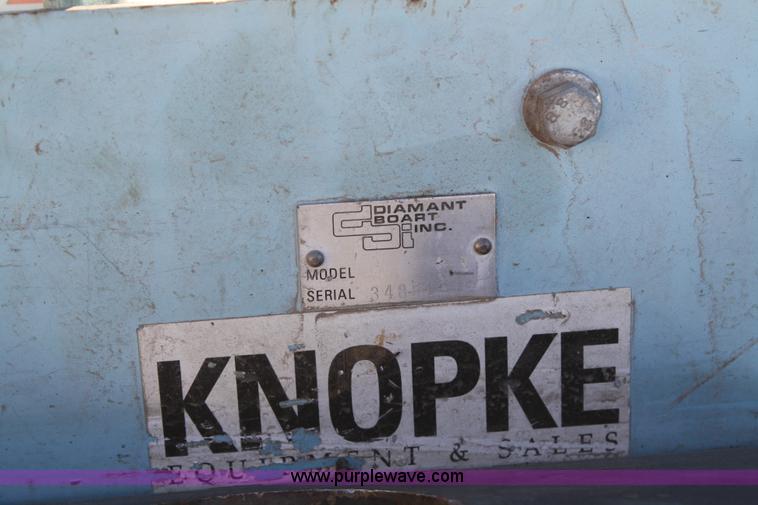 DIAMANT
BOART
INC.
MODEL
SERIAL
KNOPKE
EQUIPMENT & SALES
www.purplewave.com